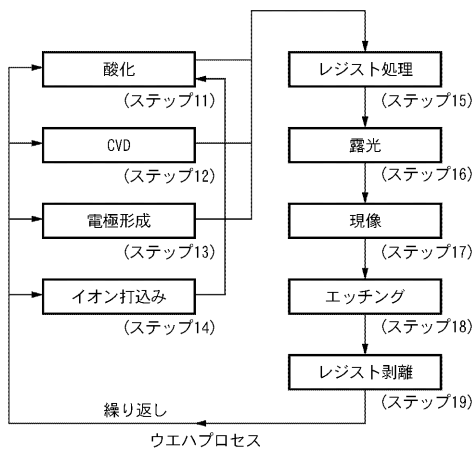 酸化
(ステップ11)
CVD
(ステップ12)
電極形成
(ステップ13)
イオン打込み
(ステップ14)
レジスト処理
(ステップ15)
露光
(ステップ16)
現像
(ステップ17)
エッチング
(ステップ18)
レジスト剥離
(ステップ19)
繰り返し
ウエハプロセス